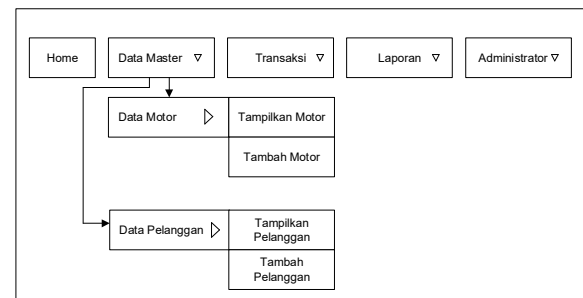 Home
Data Master
Transaksi
Laporan
Administrator
Data Motor
Tampilkan Motor
Tambah Motor
Data Pelanggan
Tampilkan
Pelanggan
Tambah
Pelanggan